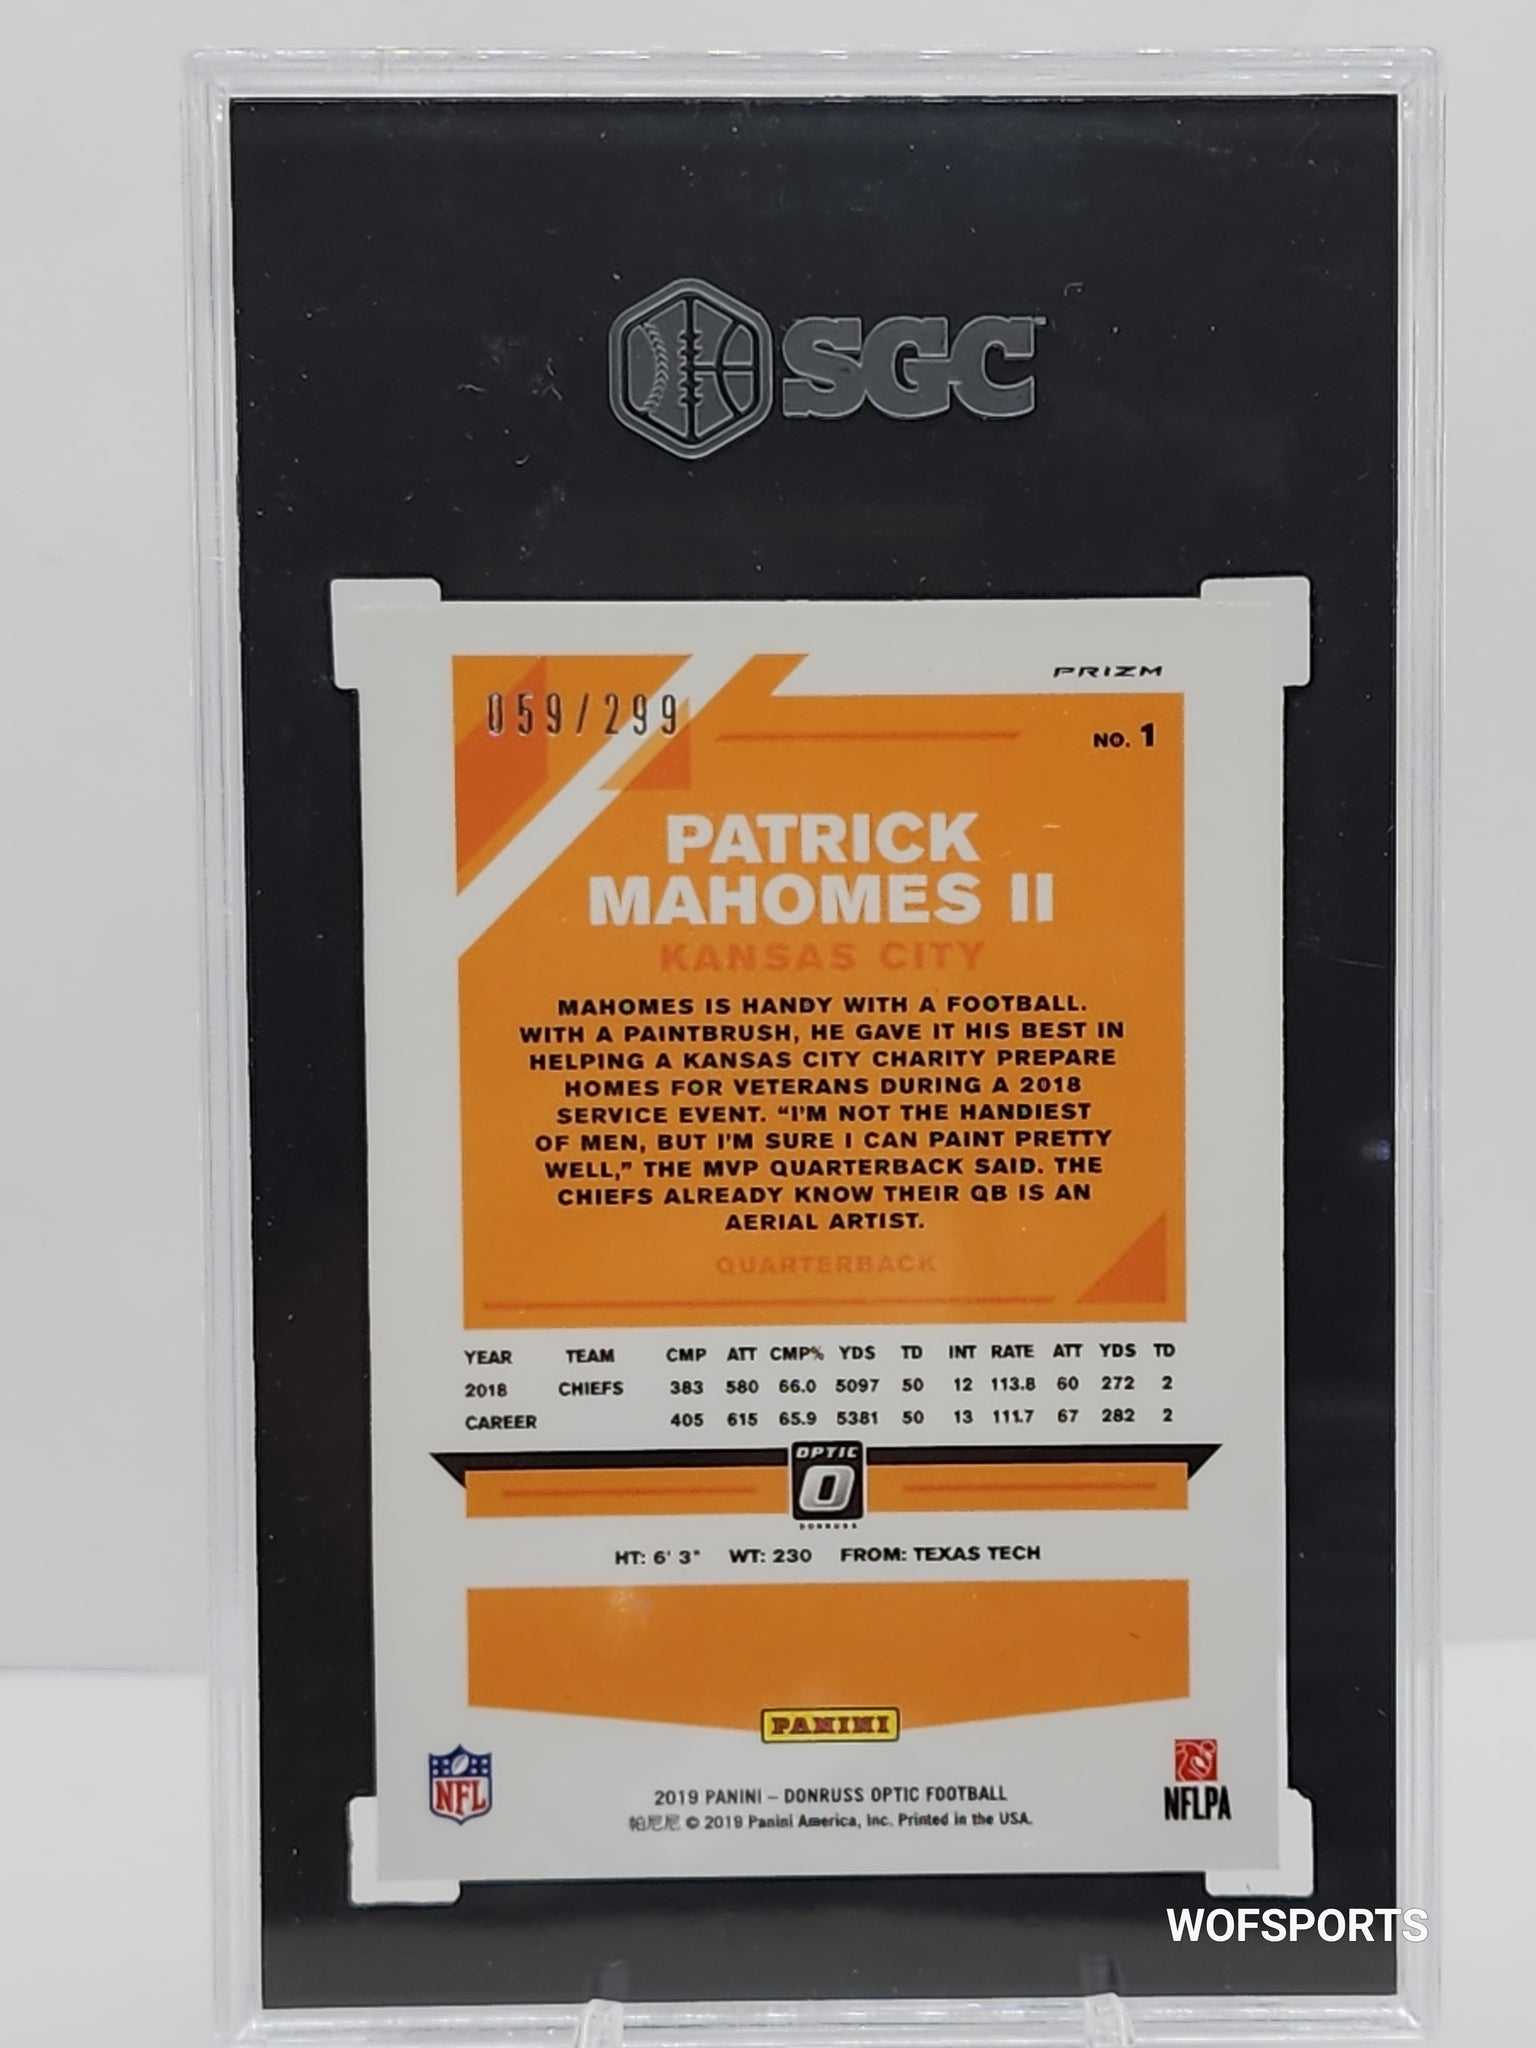 SGC
PRIZM
059/299
NO. 1
PATRICK
MAHOMES II
KANSAS CITY
MAHOMES IS HANDY WITH A FOOTBALL.
WITH A PAINTBRUSH, HE GAVE IT HIS BEST IN
HELPING A KANSAS CITY CHARITY PREPARE
HOMES FOR VETERANS DURING A 2018
SERVICE EVENT. “I'M NOT THE HANDIEST
OF MEN, BUT I'M SURE I CAN PAINT PRETTY
WELL,” THE MVP QUARTERBACK SAID. THE
CHIEFS ALREADY KNOW THEIR QB IS AN
AERIAL ARTIST.
QUARTERBACK
YEAR TEAM CMP ATT CMP% YDS TD INT RATE ATT YDS TD
2018 CHIEFS 383 580 66.0 5097 50 12 113.8 60 272 2
CAREER 405 615 65.9 5381 50 13 111.7 67 282 2
OPTIC
O
DONRUSS
HT: 6' 3" WT: 230 FROM: TEXAS TECH
PANINI
NFL
NFLPA
2019 PANINI – DONRUSS OPTIC FOOTBALL
帕尼尼 © 2019 Panini America, Inc. Printed in the USA.
WOFSPORTS